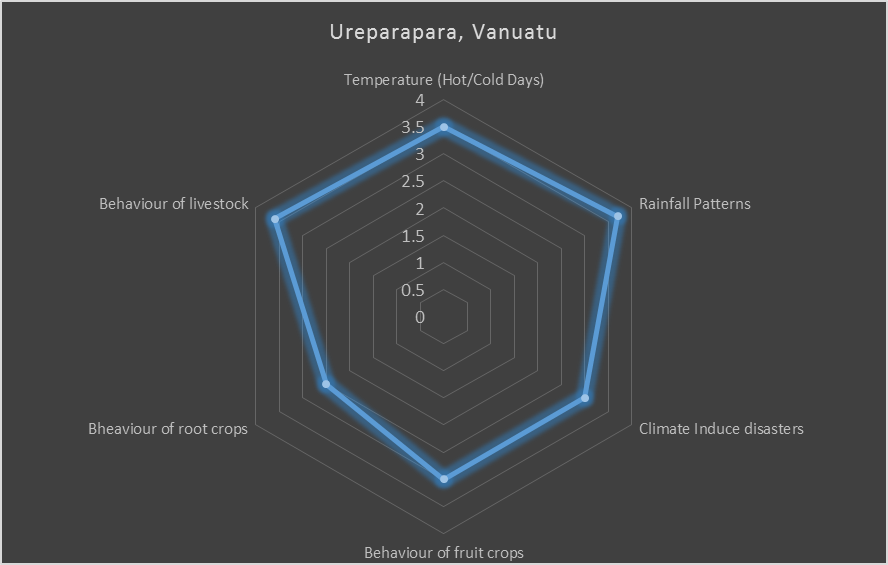 Ureparapara, Vanuatu
Temperature (Hot/Cold Days)
4
3.5
3
2.5
2
1.5
1
0.5
0
Behaviour of livestock
Rainfall Patterns
Bheaviour of root crops
Climate Induce disasters
Behaviour of fruit crops